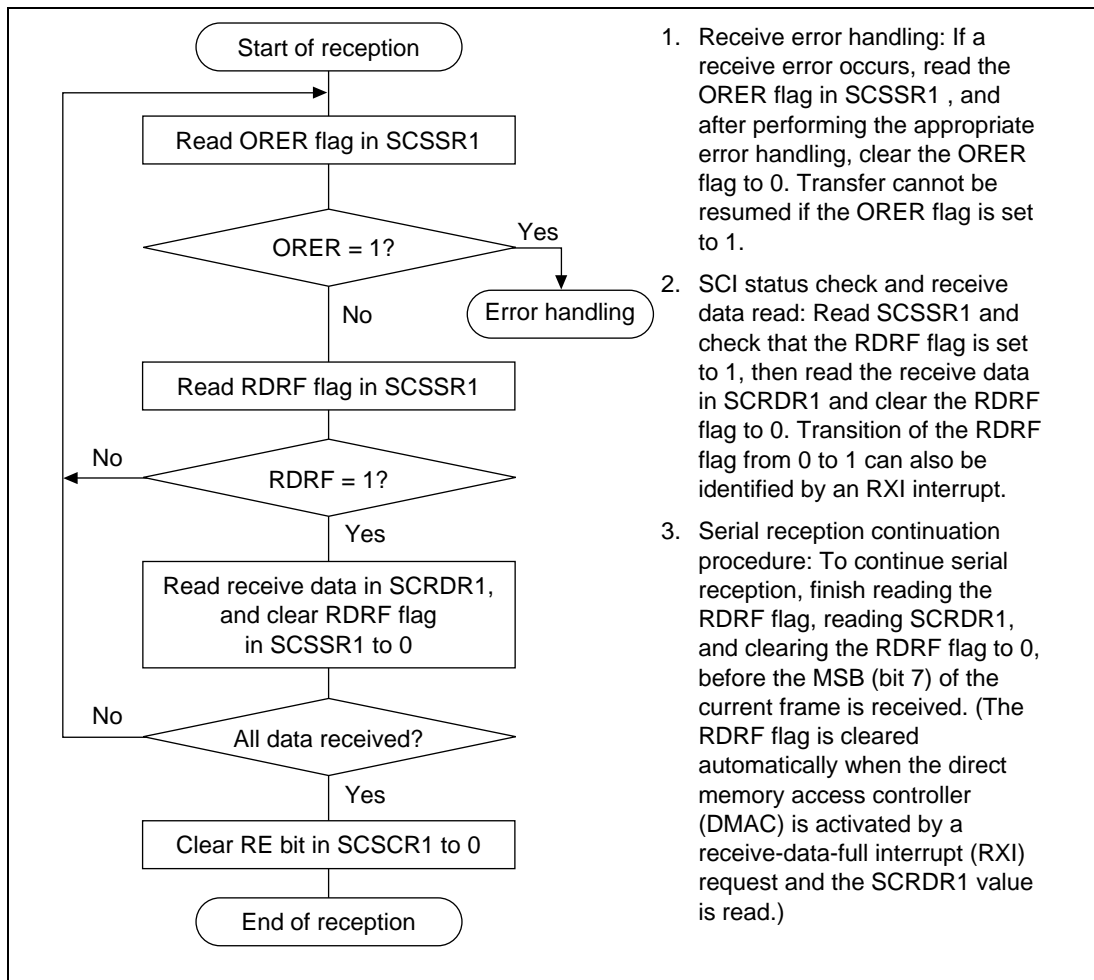 Start of reception
Read ORER flag in SCSSR1
ORER = 1?
Yes
Error handling
No
Read RDRF flag in SCSSR1
No
RDRF = 1?
Yes
Read receive data in SCRDR1,
and clear RDRF flag
in SCSSR1 to 0
No
All data received?
Yes
Clear RE bit in SCSCR1 to 0
End of reception
1. Receive error handling: If a
receive error occurs, read the
ORER flag in SCSSR1 , and
after performing the appropriate
error handling, clear the ORER
flag to 0. Transfer cannot be
resumed if the ORER flag is set
to 1.
2. SCI status check and receive
data read: Read SCSSR1 and
check that the RDRF flag is set
to 1, then read the receive data
in SCRDR1 and clear the RDRF
flag to 0. Transition of the RDRF
flag from 0 to 1 can also be
identified by an RXI interrupt.
3. Serial reception continuation
procedure: To continue serial
reception, finish reading the
RDRF flag, reading SCRDR1,
and clearing the RDRF flag to 0,
before the MSB (bit 7) of the
current frame is received. (The
RDRF flag is cleared
automatically when the direct
memory access controller
(DMAC) is activated by a
receive-data-full interrupt (RXI)
request and the SCRDR1 value
is read.)